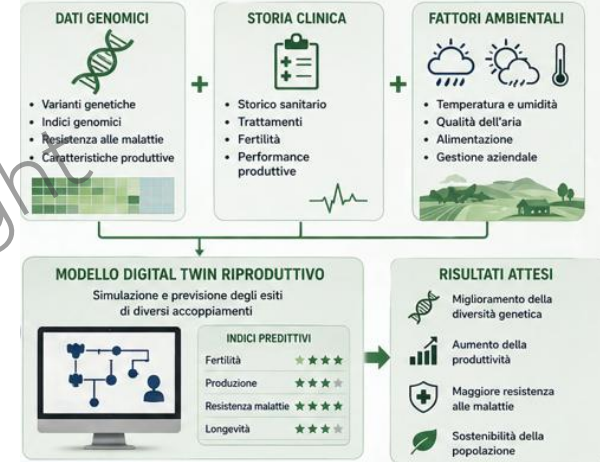 DATI GENOMICI
Varianti genetiche
Indici genomici
Resistenza alle malattie
Caratteristiche produttive
+
STORIA CLINICA
Storico sanitario
Trattamenti
Fertilità
Performance
produttive
+
FATTORI AMBIENTALI
Temperatura e umidità
Qualità dell'aria
Alimentazione
Gestione aziendale
MODELLO DIGITAL TWIN RIPRODUTTIVO
Simulazione e previsione degli esiti
di diversi accoppiamenti
INDICI PREDITTIVI
Fertilità
Produzione
Resistenza malattie
Longevità
RISULTATI ATTESI
Miglioramento della
diversità genetica
Aumento della
produttività
Maggiore resistenza
alle malattie
Sostenibilità della
popolazione